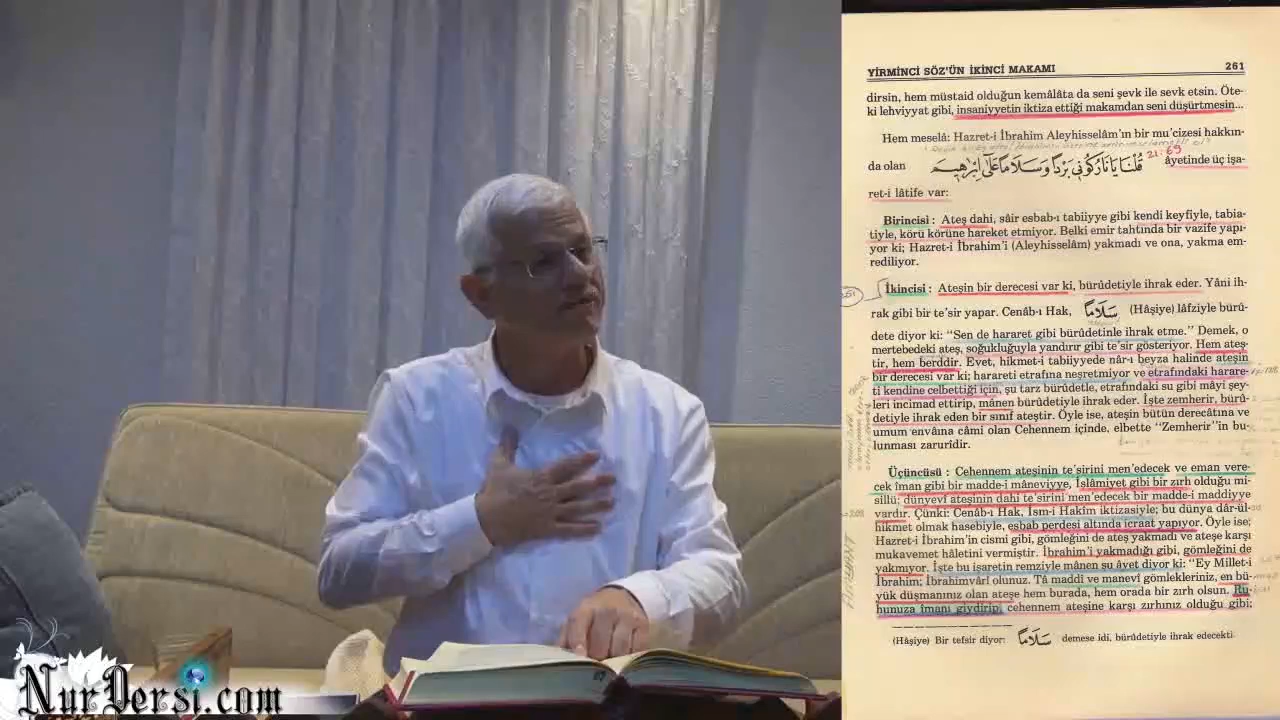 YİRMİNCİ SÖZ'ÜN İKİNCİ MAKAMI 261
dirsin, hem müstaid olduğun kemâlâta da seni şevk ile sevk etsin. Öte-
ki lehviyyat gibi, insaniyyetin iktiza ettiği makamdan seni düşürtmesin...
Hem meselâ: Hazret-i İbrahim Aleyhisselâm'ın bir mu'cizesi hakkın-
21:69
da olan قُلْنَا يَا نَارُ كُونِي بَرْدًا وَسَلَامًا عَلَى اِبْرٰهِيمَ âyetinde üç işa-
ret-i lâtife var:
Birincisi : Ateş dahi, sâir esbab-ı tabiiyye gibi kendi keyfiyle, tabia-
tiyle, körü körüne hareket etmiyor. Belki emir tahtında bir vazife yapı-
yor ki; Hazret-i İbrahim'i (Aleyhisselâm) yakmadı ve ona, yakma em-
rediliyor.
İkincisi : Ateşin bir derecesi var ki, bürûdetiyle ihrak eder. Yâni ih-
rak gibi bir te'sir yapar. Cenâb-ı Hak, سَلَامًا (Hâşiye) lâfziyle bürû-
dete diyor ki: "Sen de hararet gibi bürûdetinle ihrak etme." Demek, o
mertebedeki ateş, soğukluğuyla yandırır gibi te'sir gösteriyor. Hem ateş-
tir, hem berddir. Evet, hikmet-i tabiiyyede nâr-ı beyza halinde ateşin
bir derecesi var ki; harareti etrafına neşretmiyor ve etrafındaki harare-
ti kendine celbettiği için, şu tarz bürûdetle, etrafındaki su gibi mâyi şey-
leri incimad ettirip, mânen bürûdetiyle ihrak eder. İşte zemherir, bürû-
detiyle ihrak eden bir sınıf ateştir. Öyle ise, ateşin bütün derecâtına ve
umum envâına câmi olan Cehennem içinde, elbette "Zemherir"in bu-
lunması zarurîdir.
Üçüncüsü : Cehennem ateşinin te'sirini men'edecek ve eman vere-
cek îman gibi bir madde-i mâneviyye, İslâmiyet gibi bir zırh olduğu mi-
sillü; dünyevî ateşinin dahi te'sirini men'edecek bir madde-i maddiyye
vardır. Çünki: Cenâb-ı Hak, İsm-i Hakîm iktizasiyle; bu dünya dâr-ül-
hikmet olmak hasebiyle, esbab perdesi altında icraat yapıyor. Öyle ise;
Hazret-i İbrahim'in cismi gibi, gömleğini de ateş yakmadı ve ateşe karşı
mukavemet hâletini vermiştir. İbrahim'i yakmadığı gibi, gömleğini de
yakmıyor. İşte bu işaretin remziyle mânen şu âyet diyor ki: "Ey Millet-i
İbrahim; İbrahimvârî olunuz. Tâ maddî ve manevî gömlekleriniz, en bü-
yük düşmanınız olan ateşe hem burada, hem orada bir zırh olsun. Ru-
hunuza îmanı giydirip, cehennem ateşine karşı zırhınız olduğu gibi;
(Hâşiye) Bir tefsir diyor: سَلَامًا demese idi, bürûdetiyle ihrak edecekti.
NurDersi.com